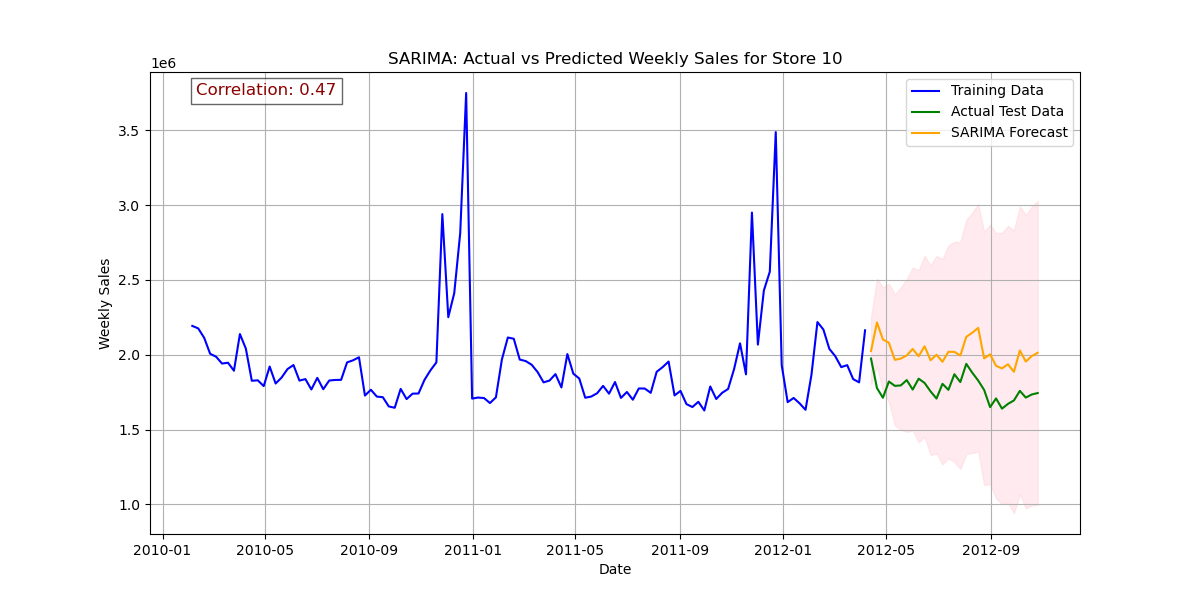 SARIMA: Actual vs Predicted Weekly Sales for Store 10
1e6
Correlation: 0.47
Training Data
Actual Test Data
SARIMA Forecast
3.5
3.0
2.5
2.0
1.5
1.0
Weekly Sales
2010-01 2010-05 2010-09 2011-01 2011-05 2011-09 2012-01 2012-05 2012-09
Date